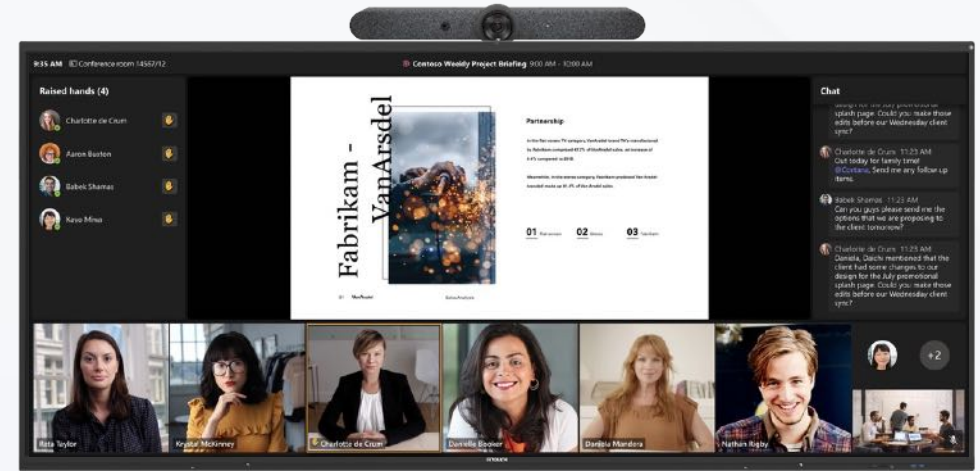 9:35 AM Conference room 14567/12
Contoso Weekly Project Briefing 9:00 AM - 10:00 AM
Raised hands (4)
Charlotte de Crum
Aaron Buxton
Babek Shamas
Kayo Miwa
Fabrikam -
VanArsdel
Partnership
01
02
03
VanArsdel
Chat
design for the July promotional
splash page. Could you make those
edits before our Wednesday client
sync?
Charlotte de Crum 11:23 AM
Out today for family time!
Send me any follow up
items.
Babek Shamas 11:23 AM
Can you guys please send me the
options that we are proposing to
the client tomorrow?
Charlotte de Crum 11:23 AM
Daniela, Daichi mentioned that the
client had some changes to our
design for the July promotional
splash page. Could you make those
edits before our Wednesday client
sync?
Taylor
Krystal McKinney
Charlotte de Crum
Danielle Booker
Daniela Mandera
Nathan Rigby
+2